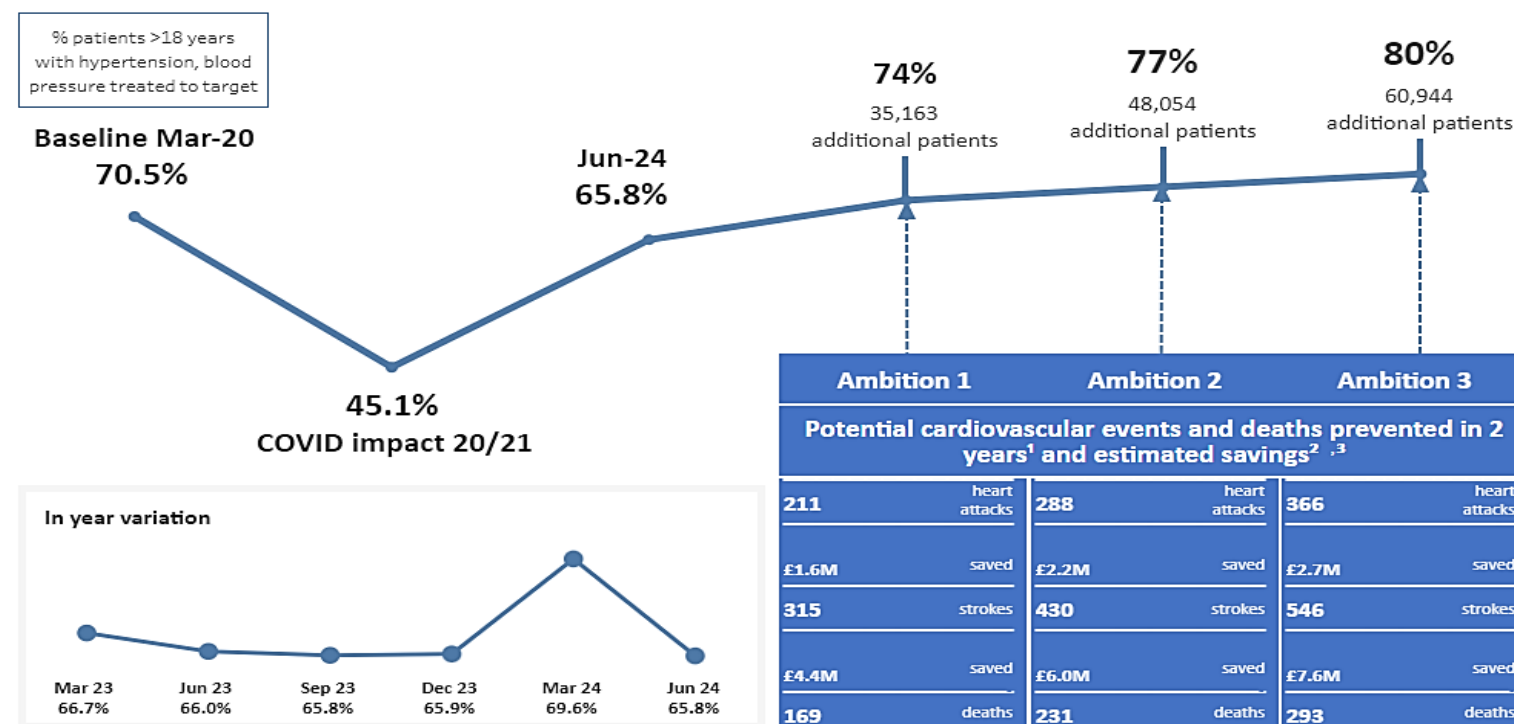 % patients >18 years
with hypertension, blood
pressure treated to target
Baseline Mar-20
70.5%
45.1%
COVID impact 20/21
Jun-24
65.8%
74%
35,163
additional patients
77%
48,054
additional patients
80%
60,944
additional patients
Ambition 1 Ambition 2 Ambition 3
Potential cardiovascular events and deaths prevented in 2
years¹ and estimated savings² ,³
211 heart attacks 288 heart attacks 366 heart attacks
£1.6M saved £2.2M saved £2.7M saved
315 strokes 430 strokes 546 strokes
£4.4M saved £6.0M saved £7.6M saved
169 deaths 231 deaths 293 deaths
In year variation
Mar 23 Jun 23 Sep 23 Dec 23 Mar 24 Jun 24
66.7% 66.0% 65.8% 65.9% 69.6% 65.8%